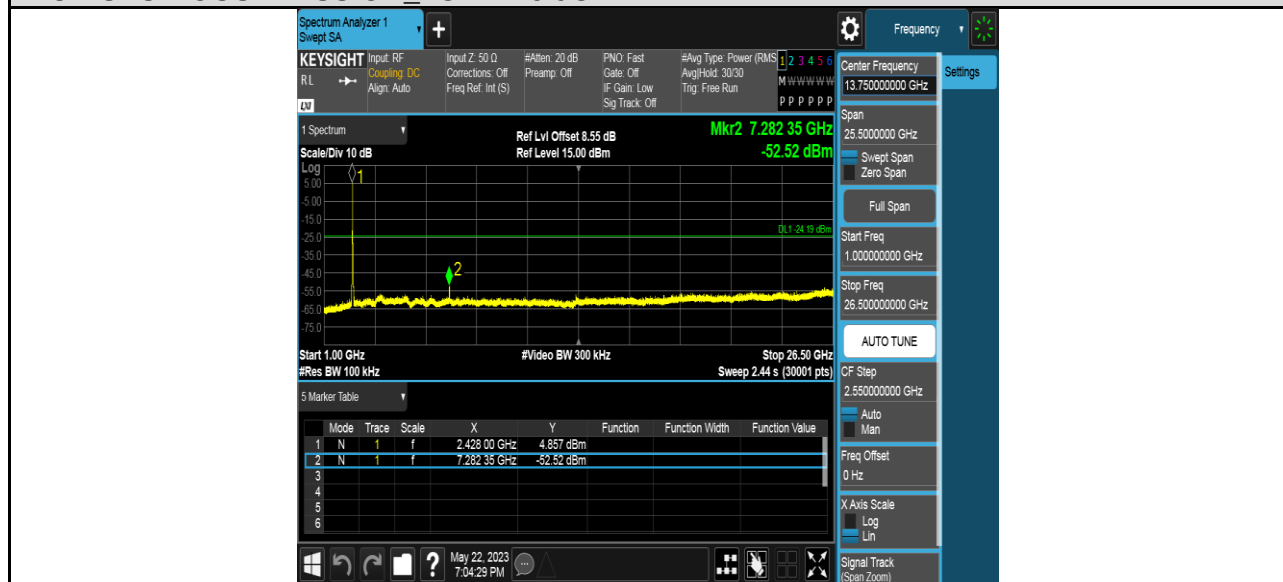 Spectrum Analyzer 1
Swept SA
+
Frequency
KEYSIGHT
RL
LXI
Input: RF
Coupling: DC
Align: Auto
Input Z: 50 Ω
Corrections: Off
Freq Ref: Int (S)
#Atten: 20 dB
Preamp: Off
PNO: Fast
Gate: Off
IF Gain: Low
Sig Track: Off
#Avg Type: Power (RMS
Avg|Hold: 30/30
Trig: Free Run
1 2 3 4 5 6
M W W W W W
P P P P P P
1 Spectrum
Scale/Div 10 dB
Ref Lvl Offset 8.55 dB
Ref Level 15.00 dBm
Mkr2 7.282 35 GHz
-52.52 dBm
Log
5.00
-5.00
-15.0
-25.0
-35.0
-45.0
-55.0
-65.0
-75.0
1
2
DL1 -24.19 dBm
Start 1.00 GHz
#Res BW 100 kHz
#Video BW 300 kHz
Stop 26.50 GHz
Sweep 2.44 s (30001 pts)
5 Marker Table
Mode Trace Scale X Y Function Function Width Function Value
1 N 1 f 2.428 00 GHz 4.857 dBm
2 N 1 f 7.282 35 GHz -52.52 dBm
3
4
5
6
?
May 22, 2023
7:04:29 PM
Center Frequency
13.750000000 GHz
Settings
Span
25.5000000 GHz
Swept Span
Zero Span
Full Span
Start Freq
1.000000000 GHz
Stop Freq
26.500000000 GHz
AUTO TUNE
CF Step
2.550000000 GHz
Auto
Man
Freq Offset
0 Hz
X Axis Scale
Log
Lin
Signal Track
(Span Zoom)